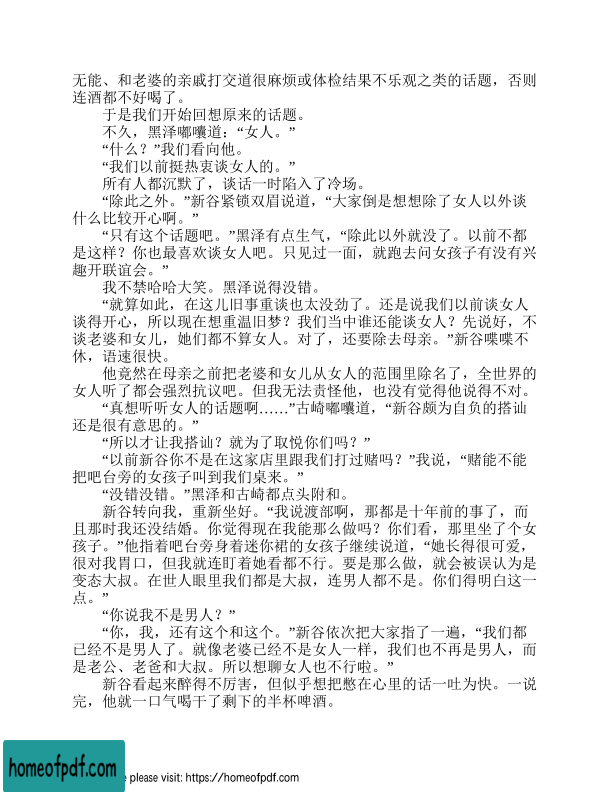 无能、和老婆的亲戚打交道很麻烦或体检结果不乐观之类的话题，否则
连酒都不好喝了。
于是我们开始回想原来的话题。
不久，黑泽嘟囔道：“女人。”
“什么？”我们看向他。
“我们以前挺热衷谈女人的。”
所有人都沉默了，谈话一时陷入了冷场。
“除此之外。”新谷紧锁双眉说道，“大家倒是想想除了女人以外谈
什么比较开心啊。”
“只有这个话题吧。”黑泽有点生气，“除此以外就没了。以前不都
是这样？你也最喜欢谈女人吧。只见过一面，就跑去问女孩子有没有兴
趣开联谊会。”
我不禁哈哈大笑。黑泽说得没错。
“就算如此，在这儿旧事重谈也太没劲了。还是说我们以前谈女人
谈得开心，所以现在想重温旧梦？我们当中谁还能谈女人？先说好，不
谈老婆和女儿，她们都不算女人。对了，还要除去母亲。”新谷喋喋不
休，语速很快。
他竟然在母亲之前把老婆和女儿从女人的范围里除名了，全世界的
女人听了都会强烈抗议吧。但我无法责怪他，也没有觉得他说得不对。
“真想听听女人的话题啊……”古崎嘟囔道，“新谷颇为自负的搭讪
还是很有意思的。”
“所以才让我搭讪？就为了取悦你们吗？”
“以前新谷你不是在这家店里跟我们打过赌吗？”我说，“赌能不能
把吧台旁的女孩子叫到我们桌来。”
“没错没错。”黑泽和古崎都点头附和。
新谷转向我，重新坐好。“我说渡部啊，那都是十年前的事了，而
且那时我还没结婚。你觉得现在我能那么做吗？你们看，那里坐了个女
孩子。”他指着吧台旁身着迷你裙的女孩子继续说道，“她长得很可爱，
很对我胃口，但我就连盯着她看都不行。要是那么做，就会被误认为是
变态大叔。在世人眼里我们都是大叔，连男人都不是。你们得明白这一
点。”
“你说我不是男人？”
“你，我，还有这个和这个。”新谷依次把大家指了一遍，“我们都
已经不是男人了。就像老婆已经不是女人一样，我们也不再是男人，而
是老公、老爸和大叔。所以想聊女人也不行啦。”
新谷看起来醉得不厉害，但似乎想把憋在心里的话一吐为快。一说
完，他就一口气喝干了剩下的半杯啤酒。
homeofpdf.com
e please visit: https://homeofpdf.com